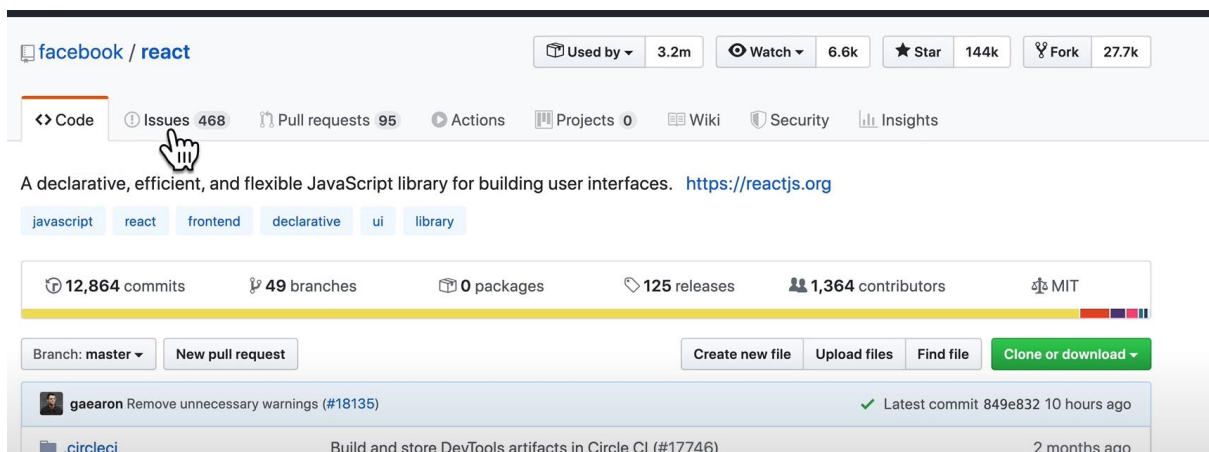 facebook / react Used by 3.2m Watch 6.6k Star 144k Fork 27.7k
Code Issues 468 Pull requests 95 Actions Projects 0 Wiki Security Insights
A declarative, efficient, and flexible JavaScript library for building user interfaces. https://reactjs.org
javascript react frontend declarative ui library
12,864 commits 49 branches 0 packages 125 releases 1,364 contributors MIT
Branch: master New pull request Create new file Upload files Find file Clone or download
gaearon Remove unnecessary warnings (#18135) Latest commit 849e832 10 hours ago
.circleci Build and store DevTools artifacts in Circle CI (#17746) 2 months ago